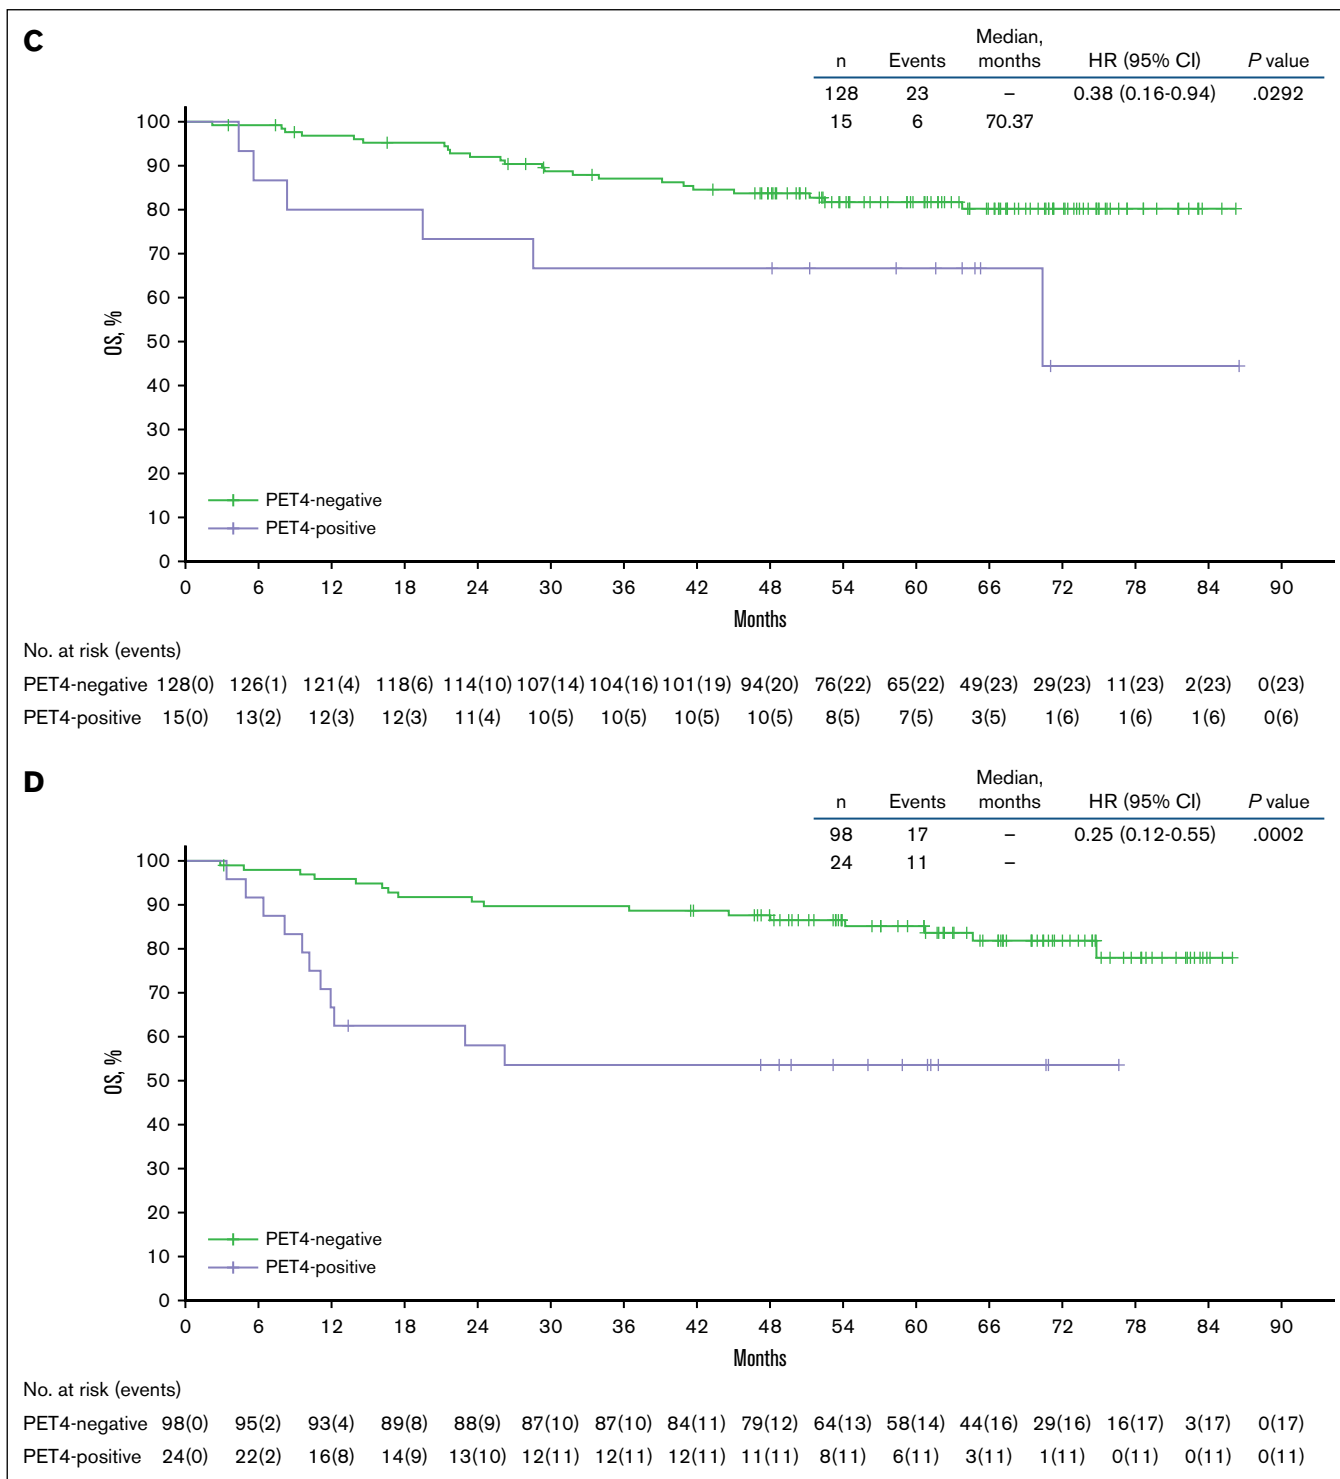 C
Median,
n Events months HR (95% CI) P value
128 23 – 0.38 (0.16-0.94) .0292
15 6 70.37
100
90
80
70
60
50
40
30
20
10
0
OS, %
PET4-negative
PET4-positive
0 6 12 18 24 30 36 42 48 54 60 66 72 78 84 90
Months
No. at risk (events)
PET4-negative 128(0) 126(1) 121(4) 118(6) 114(10) 107(14) 104(16) 101(19) 94(20) 76(22) 65(22) 49(23) 29(23) 11(23) 2(23) 0(23)
PET4-positive 15(0) 13(2) 12(3) 12(3) 11(4) 10(5) 10(5) 10(5) 10(5) 8(5) 7(5) 3(5) 1(6) 1(6) 1(6) 0(6)
D
Median,
n Events months HR (95% CI) P value
98 17 – 0.25 (0.12-0.55) .0002
24 11 –
100
90
80
70
60
50
40
30
20
10
0
OS, %
PET4-negative
PET4-positive
0 6 12 18 24 30 36 42 48 54 60 66 72 78 84 90
Months
No. at risk (events)
PET4-negative 98(0) 95(2) 93(4) 89(8) 88(9) 87(10) 87(10) 84(11) 79(12) 64(13) 58(14) 44(16) 29(16) 16(17) 3(17) 0(17)
PET4-positive 24(0) 22(2) 16(8) 14(9) 13(10) 12(11) 12(11) 12(11) 11(11) 8(11) 6(11) 3(11) 1(11) 0(11) 0(11) 0(11)